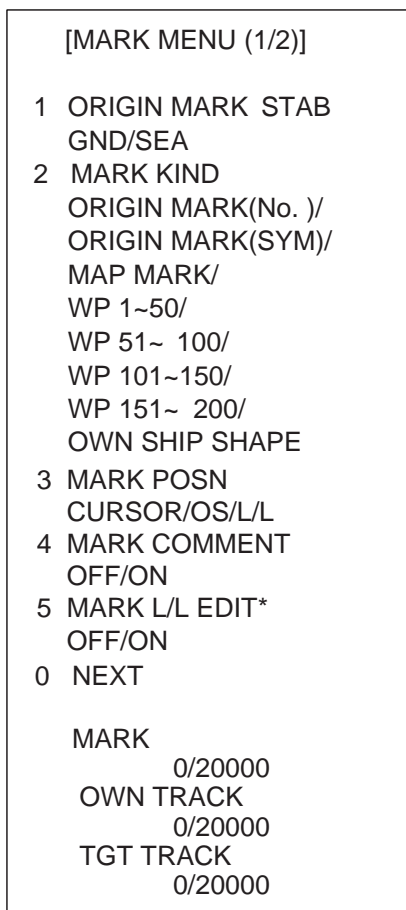 [MARK MENU (1/2)]
1 ORIGIN MARK STAB
GND/SEA
2 MARK KIND
ORIGIN MARK(No. )/
ORIGIN MARK(SYM)/
MAP MARK/
WP 1~50/
WP 51~ 100/
WP 101~150/
WP 151~ 200/
OWN SHIP SHAPE
3 MARK POSN
CURSOR/OS/L/L
4 MARK COMMENT
OFF/ON
5 MARK L/L EDIT*
OFF/ON
0 NEXT
MARK
0/20000
OWN TRACK
0/20000
TGT TRACK
0/20000